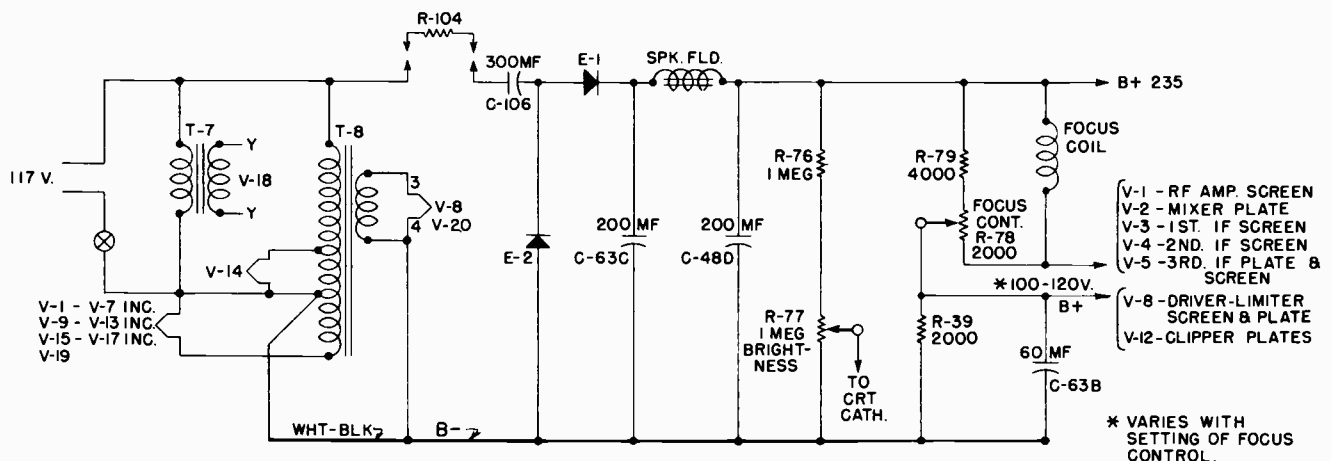 R-104
300MF
C-106
E-1
SPK. FLD.
B+ 235
T-7
Y
V-18
Y
T-8
3
4
V-8
V-20
117 V.
V-14
V-1 - V-7 INC.
V-9 - V-13 INC.
V-15 - V-17 INC.
V-19
E-2
200 MF
C-63C
200 MF
C-48D
R-76
1 MEG
R-77
1 MEG
BRIGHT-
NESS
TO
CRT
CATH.
R-79
4000
FOCUS
CONT.
R-78
2000
FOCUS
COIL
R-39
2000
*100-120V.
B+
60 MF
C-63B
V-1 - RF AMP. SCREEN
V-2 - MIXER PLATE
V-3 - 1ST. IF SCREEN
V-4 - 2ND. IF SCREEN
V-5 - 3RD. IF PLATE &
SCREEN
V-8 - DRIVER-LIMITER
SCREEN & PLATE
V-12- CLIPPER PLATES
WHT-BLK
B-
* VARIES WITH
SETTING OF FOCUS
CONTROL.